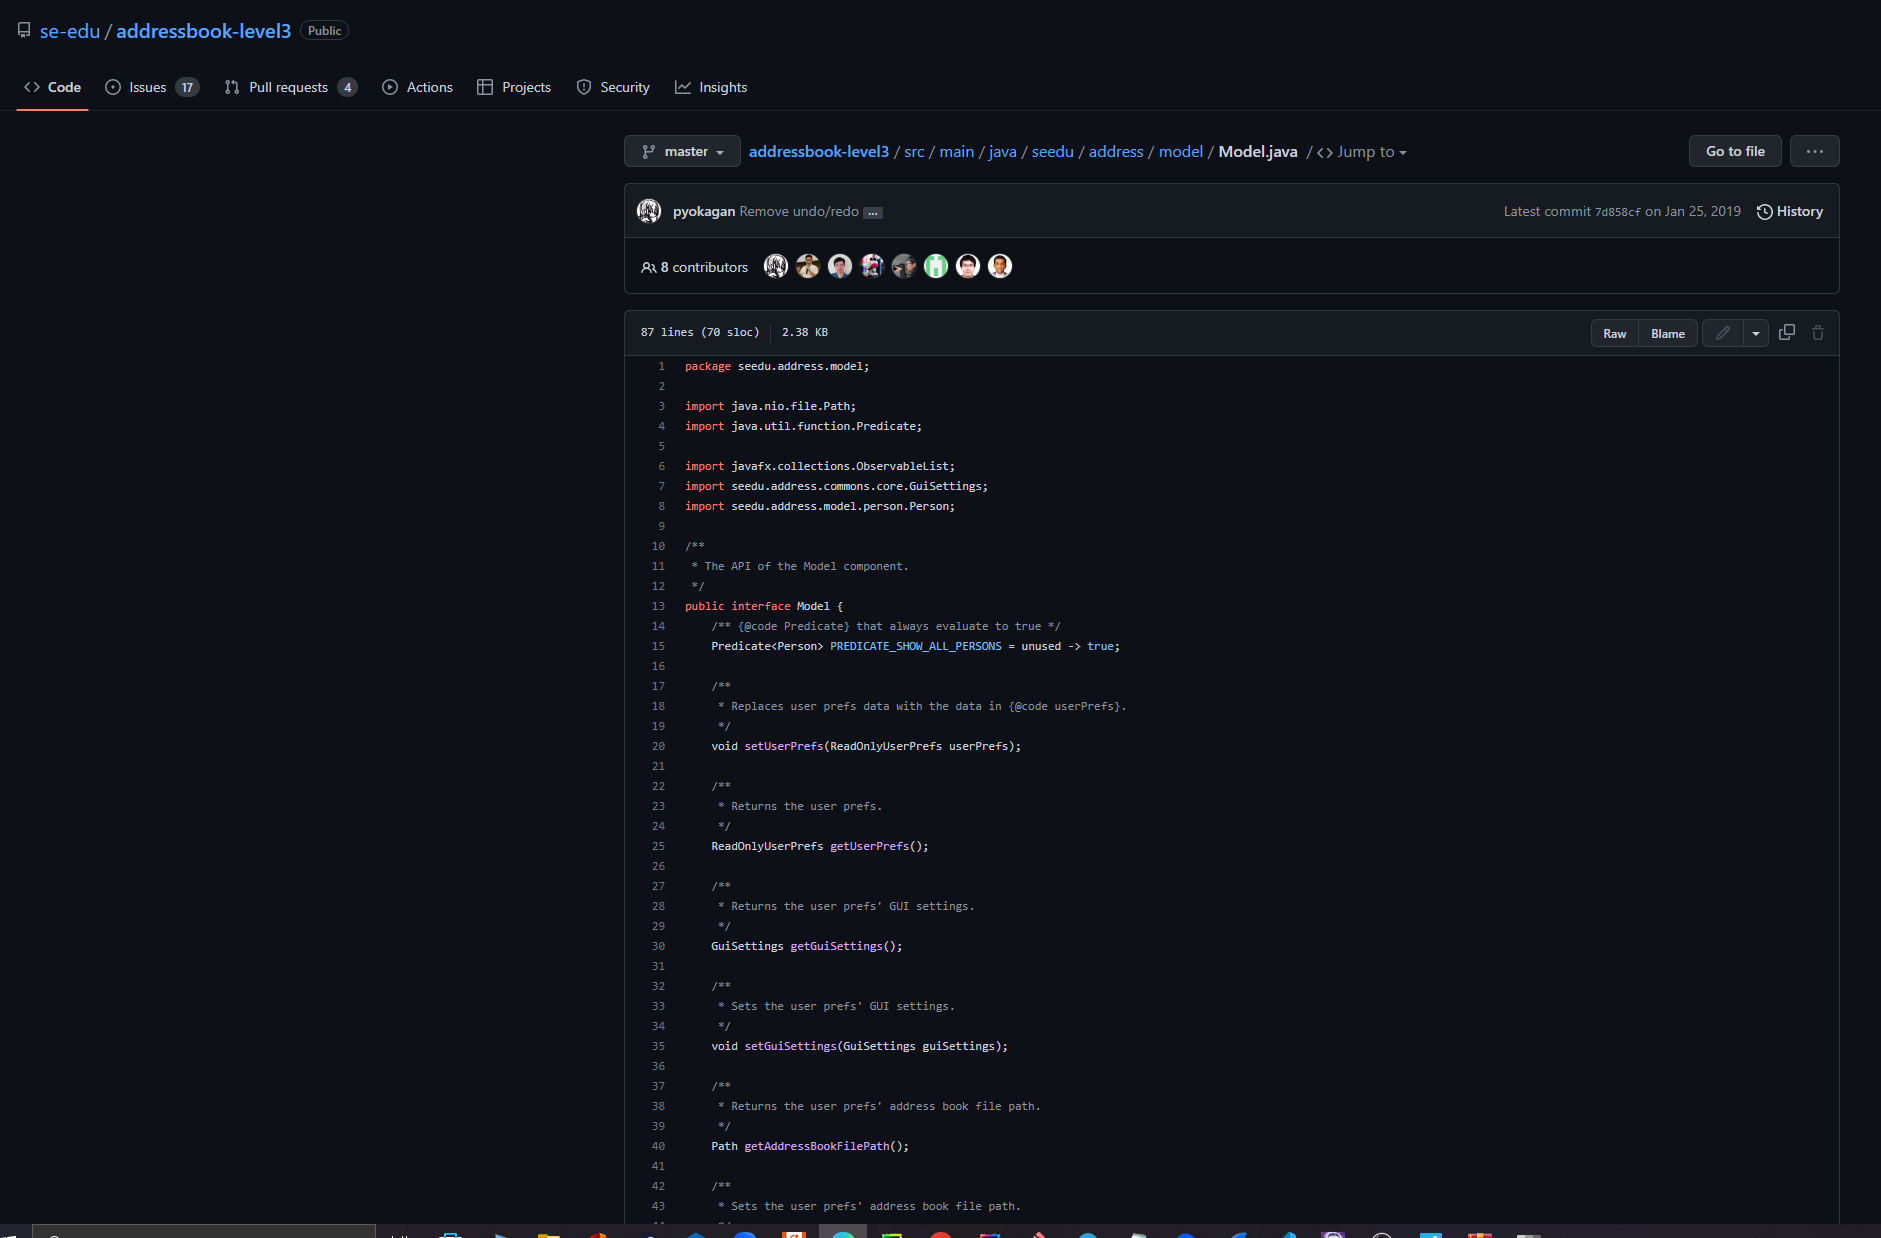 se-edu / addressbook-level3 Public
Code Issues 17 Pull requests 4 Actions Projects Security Insights
master addressbook-level3 / src / main / java / seedu / address / model / Model.java / <> Jump to Go to file ...
pyokagan Remove undo/redo ... Latest commit 7d858cf on Jan 25, 2019 History
8 contributors
87 lines (70 sloc) 2.38 KB Raw Blame
1 package seedu.address.model;
2
3 import java.nio.file.Path;
4 import java.util.function.Predicate;
5
6 import javafx.collections.ObservableList;
7 import seedu.address.commons.core.GuiSettings;
8 import seedu.address.model.person.Person;
9
10 /**
11  * The API of the Model component.
12  */
13 public interface Model {
14     /** {@code Predicate} that always evaluate to true */
15     Predicate<Person> PREDICATE_SHOW_ALL_PERSONS = unused -> true;
16
17     /**
18      * Replaces user prefs data with the data in {@code userPrefs}.
19      */
20     void setUserPrefs(ReadOnlyUserPrefs userPrefs);
21
22     /**
23      * Returns the user prefs.
24      */
25     ReadOnlyUserPrefs getUserPrefs();
26
27     /**
28      * Returns the user prefs' GUI settings.
29      */
30     GuiSettings getGuiSettings();
31
32     /**
33      * Sets the user prefs' GUI settings.
34      */
35     void setGuiSettings(GuiSettings guiSettings);
36
37     /**
38      * Returns the user prefs' address book file path.
39      */
40     Path getAddressBookFilePath();
41
42     /**
43      * Sets the user prefs' address book file path.